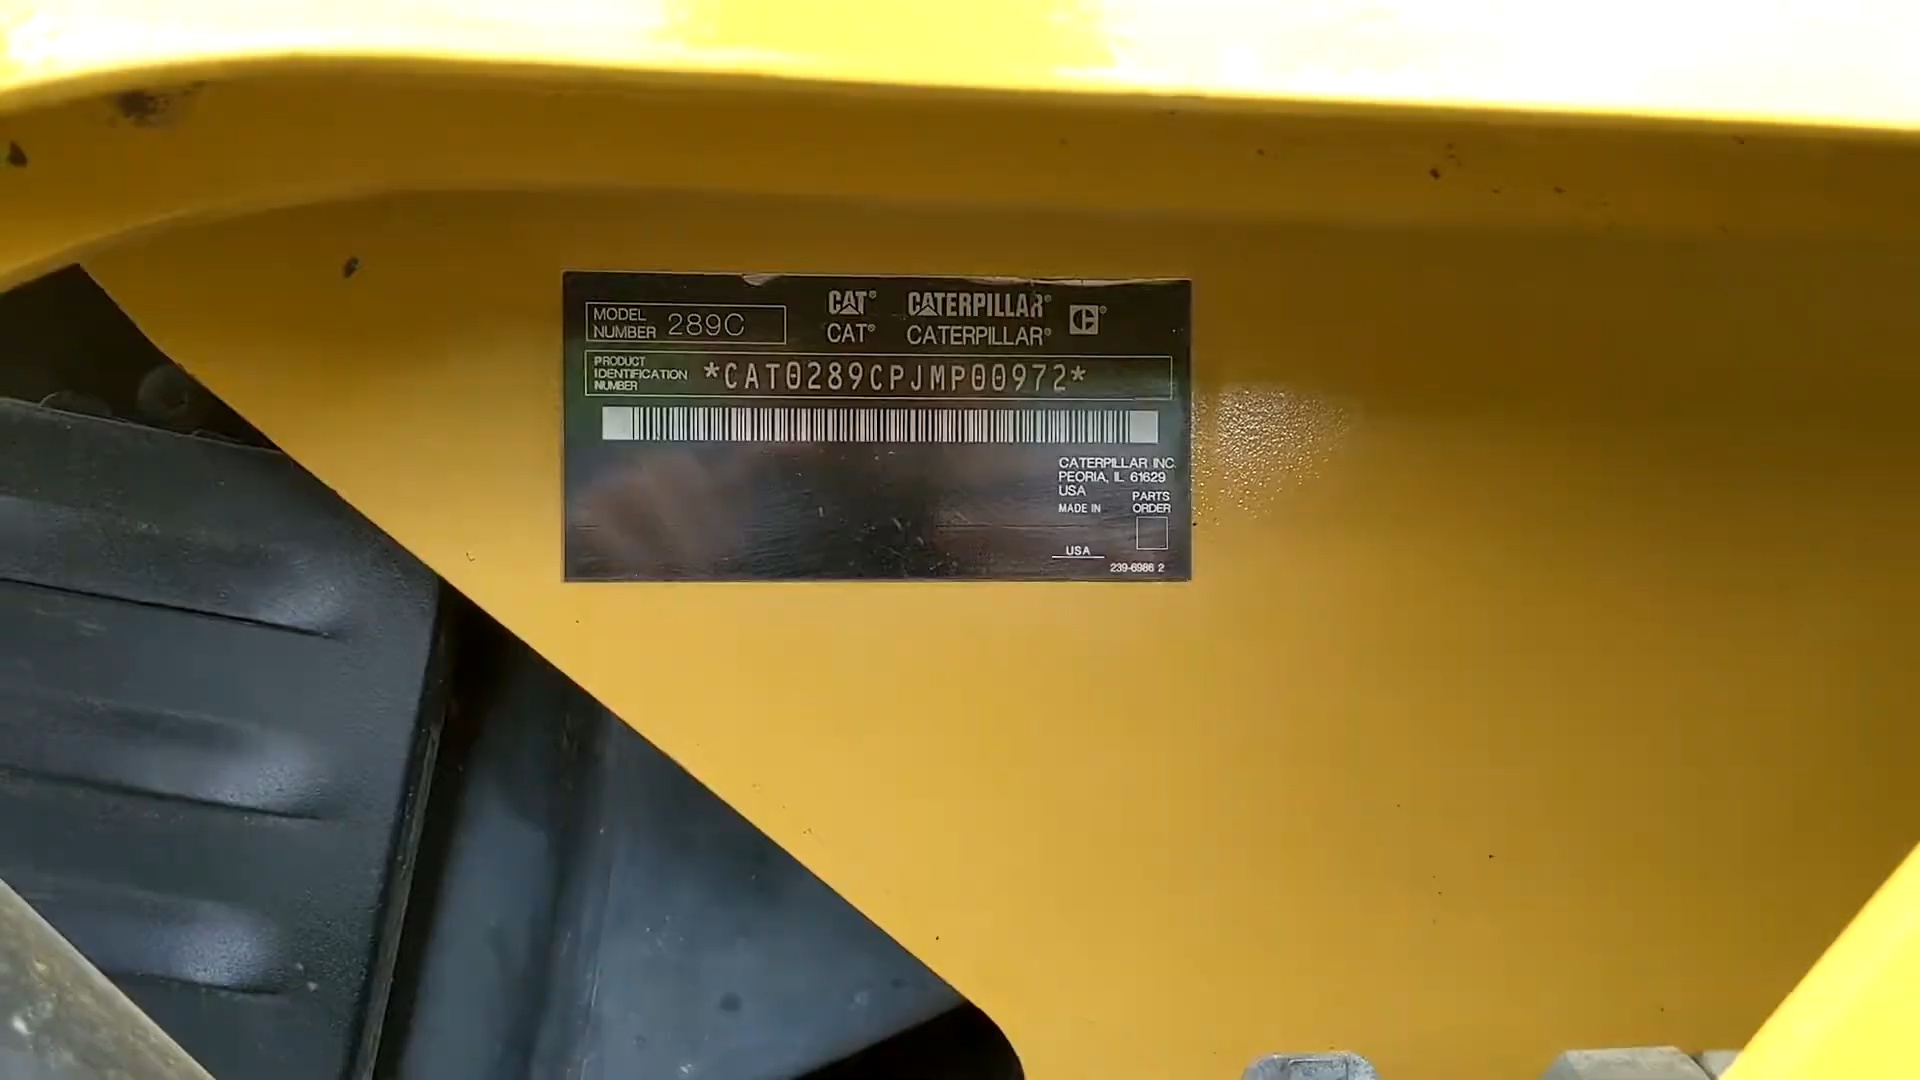 MODEL NUMBER 289C
CAT® CATERPILLAR®
CAT® CATERPILLAR®
PRODUCT IDENTIFICATION NUMBER *CAT0289CPJMP00972*
CATERPILLAR INC.
PEORIA, IL 61629
USA
PARTS ORDER
MADE IN
USA
239-6986 2